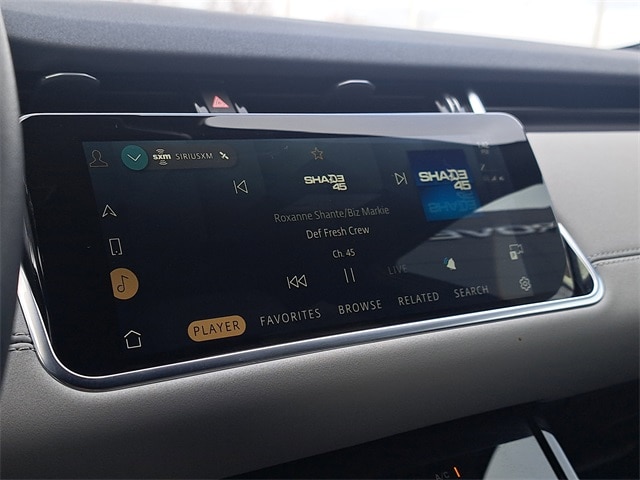 sxm SIRIUSXM
SHADE 45
SHADE 45
Roxanne Shante/Biz Markie
Def Fresh Crew
Ch. 45
LIVE
PLAYER FAVORITES BROWSE RELATED SEARCH
A/C